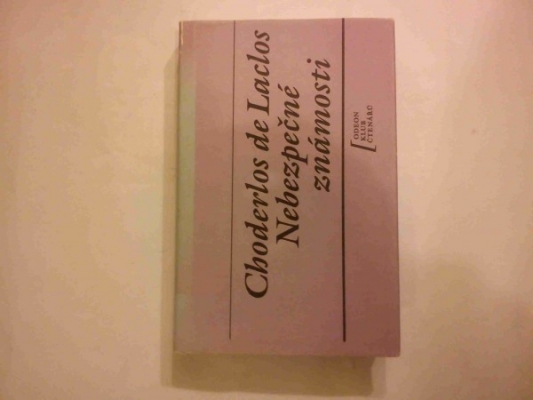 Choderlos de Laclos
Nebezpečné
známosti
ODEON
KLUB
ČTENÁŘŮ